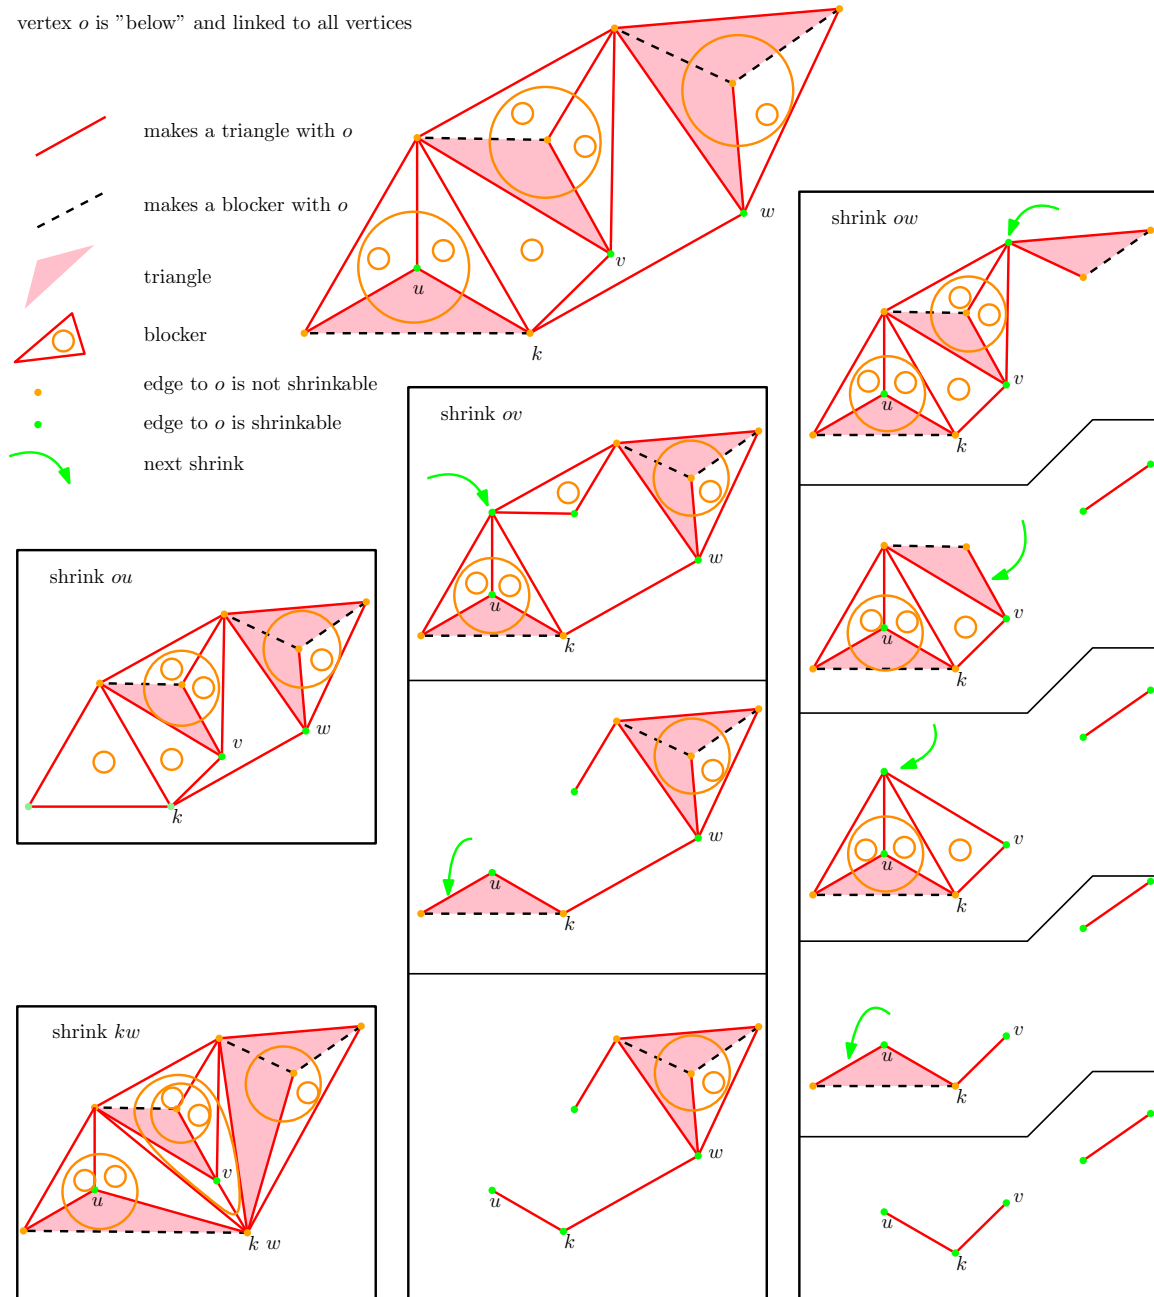 vertex o is "below" and linked to all vertices
makes a triangle with o
makes a blocker with o
triangle
blocker
edge to o is not shrinkable
edge to o is shrinkable
next shrink
u
v
w
k
shrink ou
v
w
k
shrink kw
u
v
k w
shrink ov
u
w
k
u
w
k
u
w
k
shrink ow
u
v
k
u
v
k
u
v
k
u
v
k
u
v
k